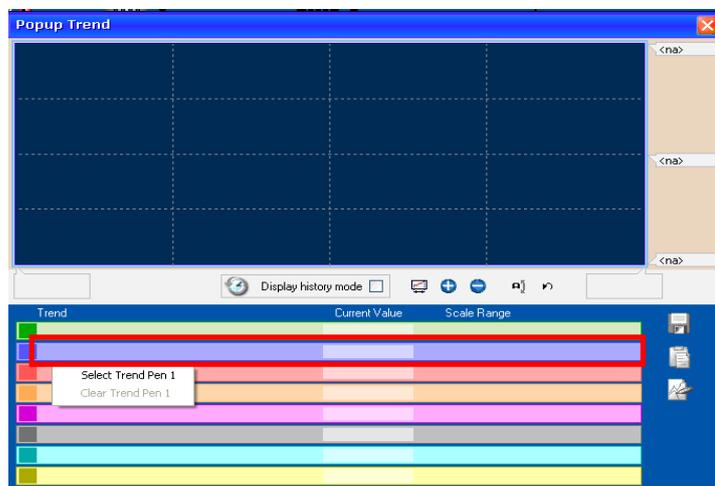 Popup Trend
<na>
<na>
<na>
Display history mode
Trend Current Value Scale Range
Select Trend Pen 1
Clear Trend Pen 1